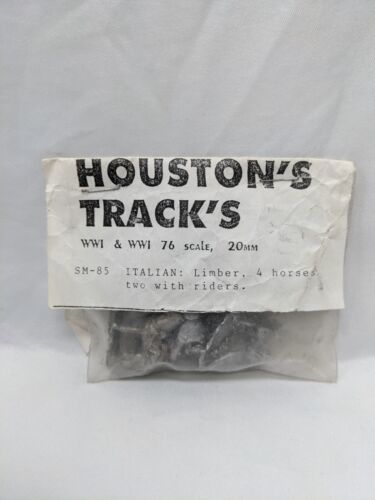 HOUSTON'S
TRACK'S
WWI & WWI 76 SCALE, 20MM
SM-85 ITALIAN: Limber, 4 horses
two with riders.